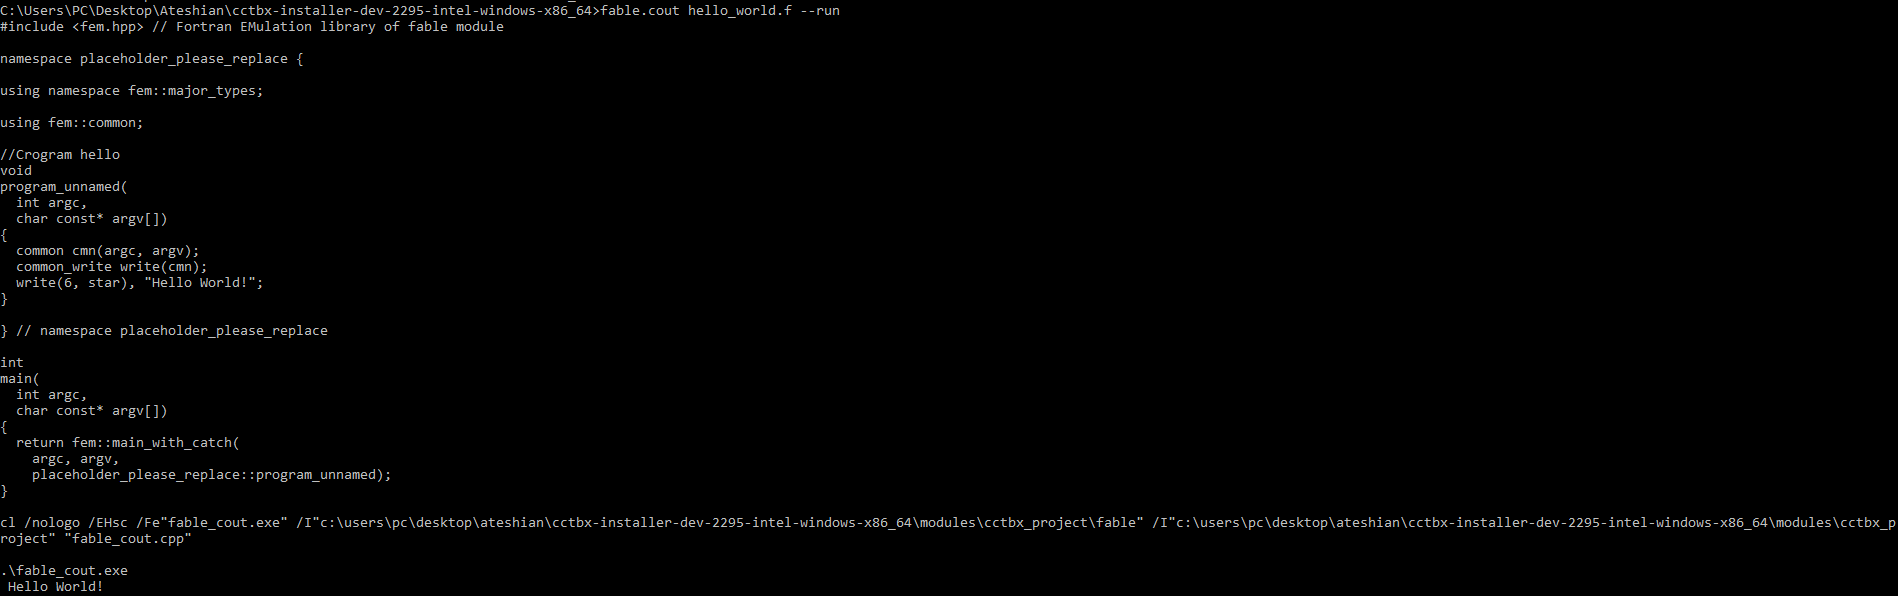 C:\Users\PC\Desktop\Ateshian\cctbx-installer-dev-2295-intel-windows-x86_64>fable.cout hello_world.f --run
#include <fem.hpp> // Fortran EMulation library of fable module
namespace placeholder_please_replace {
using namespace fem::major_types;
using fem::common;
//Crogram hello
void
program_unnamed(
  int argc,
  char const* argv[])
{
  common cmn(argc, argv);
  common_write write(cmn);
  write(6, star), "Hello World!";
}
} // namespace placeholder_please_replace
int
main(
  int argc,
  char const* argv[])
{
  return fem::main_with_catch(
    argc, argv,
    placeholder_please_replace::program_unnamed);
}
cl /nologo /EHsc /Fe"fable_cout.exe" /I"c:\users\pc\desktop\ateshian\cctbx-installer-dev-2295-intel-windows-x86_64\modules\cctbx_project\fable" /I"c:\users\pc\desktop\ateshian\cctbx-installer-dev-2295-intel-windows-x86_64\modules\cctbx_p
roject" "fable_cout.cpp"
.\fable_cout.exe
 Hello World!